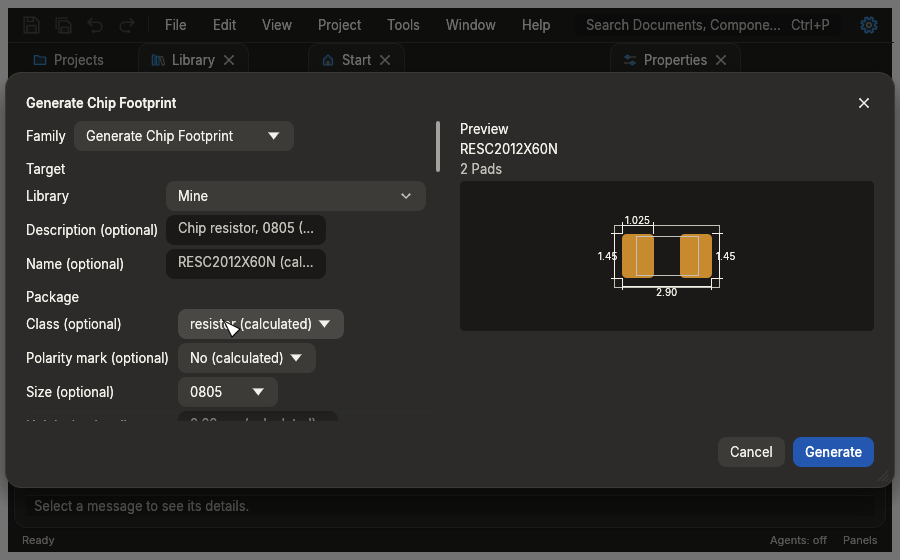 File Edit View Project Tools Window Help Search Documents, Compone... Ctrl+P
Projects Library Start Properties
Generate Chip Footprint
Family Generate Chip Footprint
Target
Library Mine
Description (optional) Chip resistor, 0805 (...
Name (optional) RESC2012X60N (cal...
Package
Class (optional) resistor (calculated)
Polarity mark (optional) No (calculated)
Size (optional) 0805
Preview
RESC2012X60N
2 Pads
1.025
1.45 1.45
2.90
Cancel Generate
Select a message to see its details.
Ready Agents: off Panels